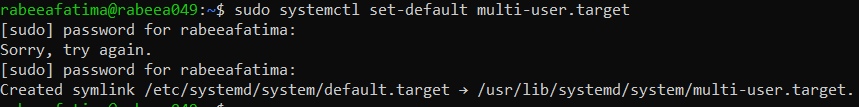 rabeeafatima@rabeea049:~$ sudo systemctl set-default multi-user.target
[sudo] password for rabeeafatima:
Sorry, try again.
[sudo] password for rabeeafatima:
Created symlink /etc/systemd/system/default.target → /usr/lib/systemd/system/multi-user.target.